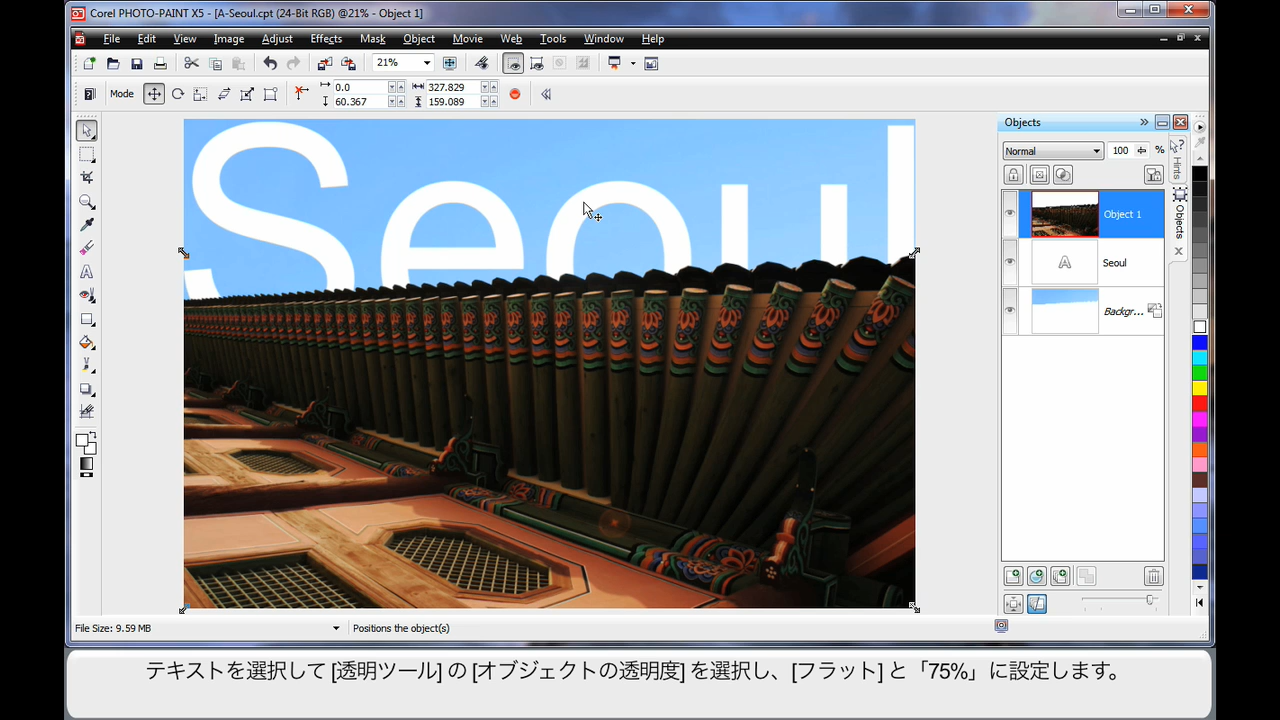 Corel PHOTO-PAINT X5 - [A-Seoul.cpt (24-Bit RGB) @21% - Object 1]
File Edit View Image Adjust Effects Mask Object Movie Web Tools Window Help
21%
Mode 0.0 327.829
60.367 159.089
Seoul
Objects
Normal 100 %
Object 1
A Seoul
Backgr...
Hints
Objects
File Size: 9.59 MB Positions the object(s)
テキストを選択して [透明ツール] の [オブジェクトの透明度] を選択し、[フラット] と「75%」に設定します。